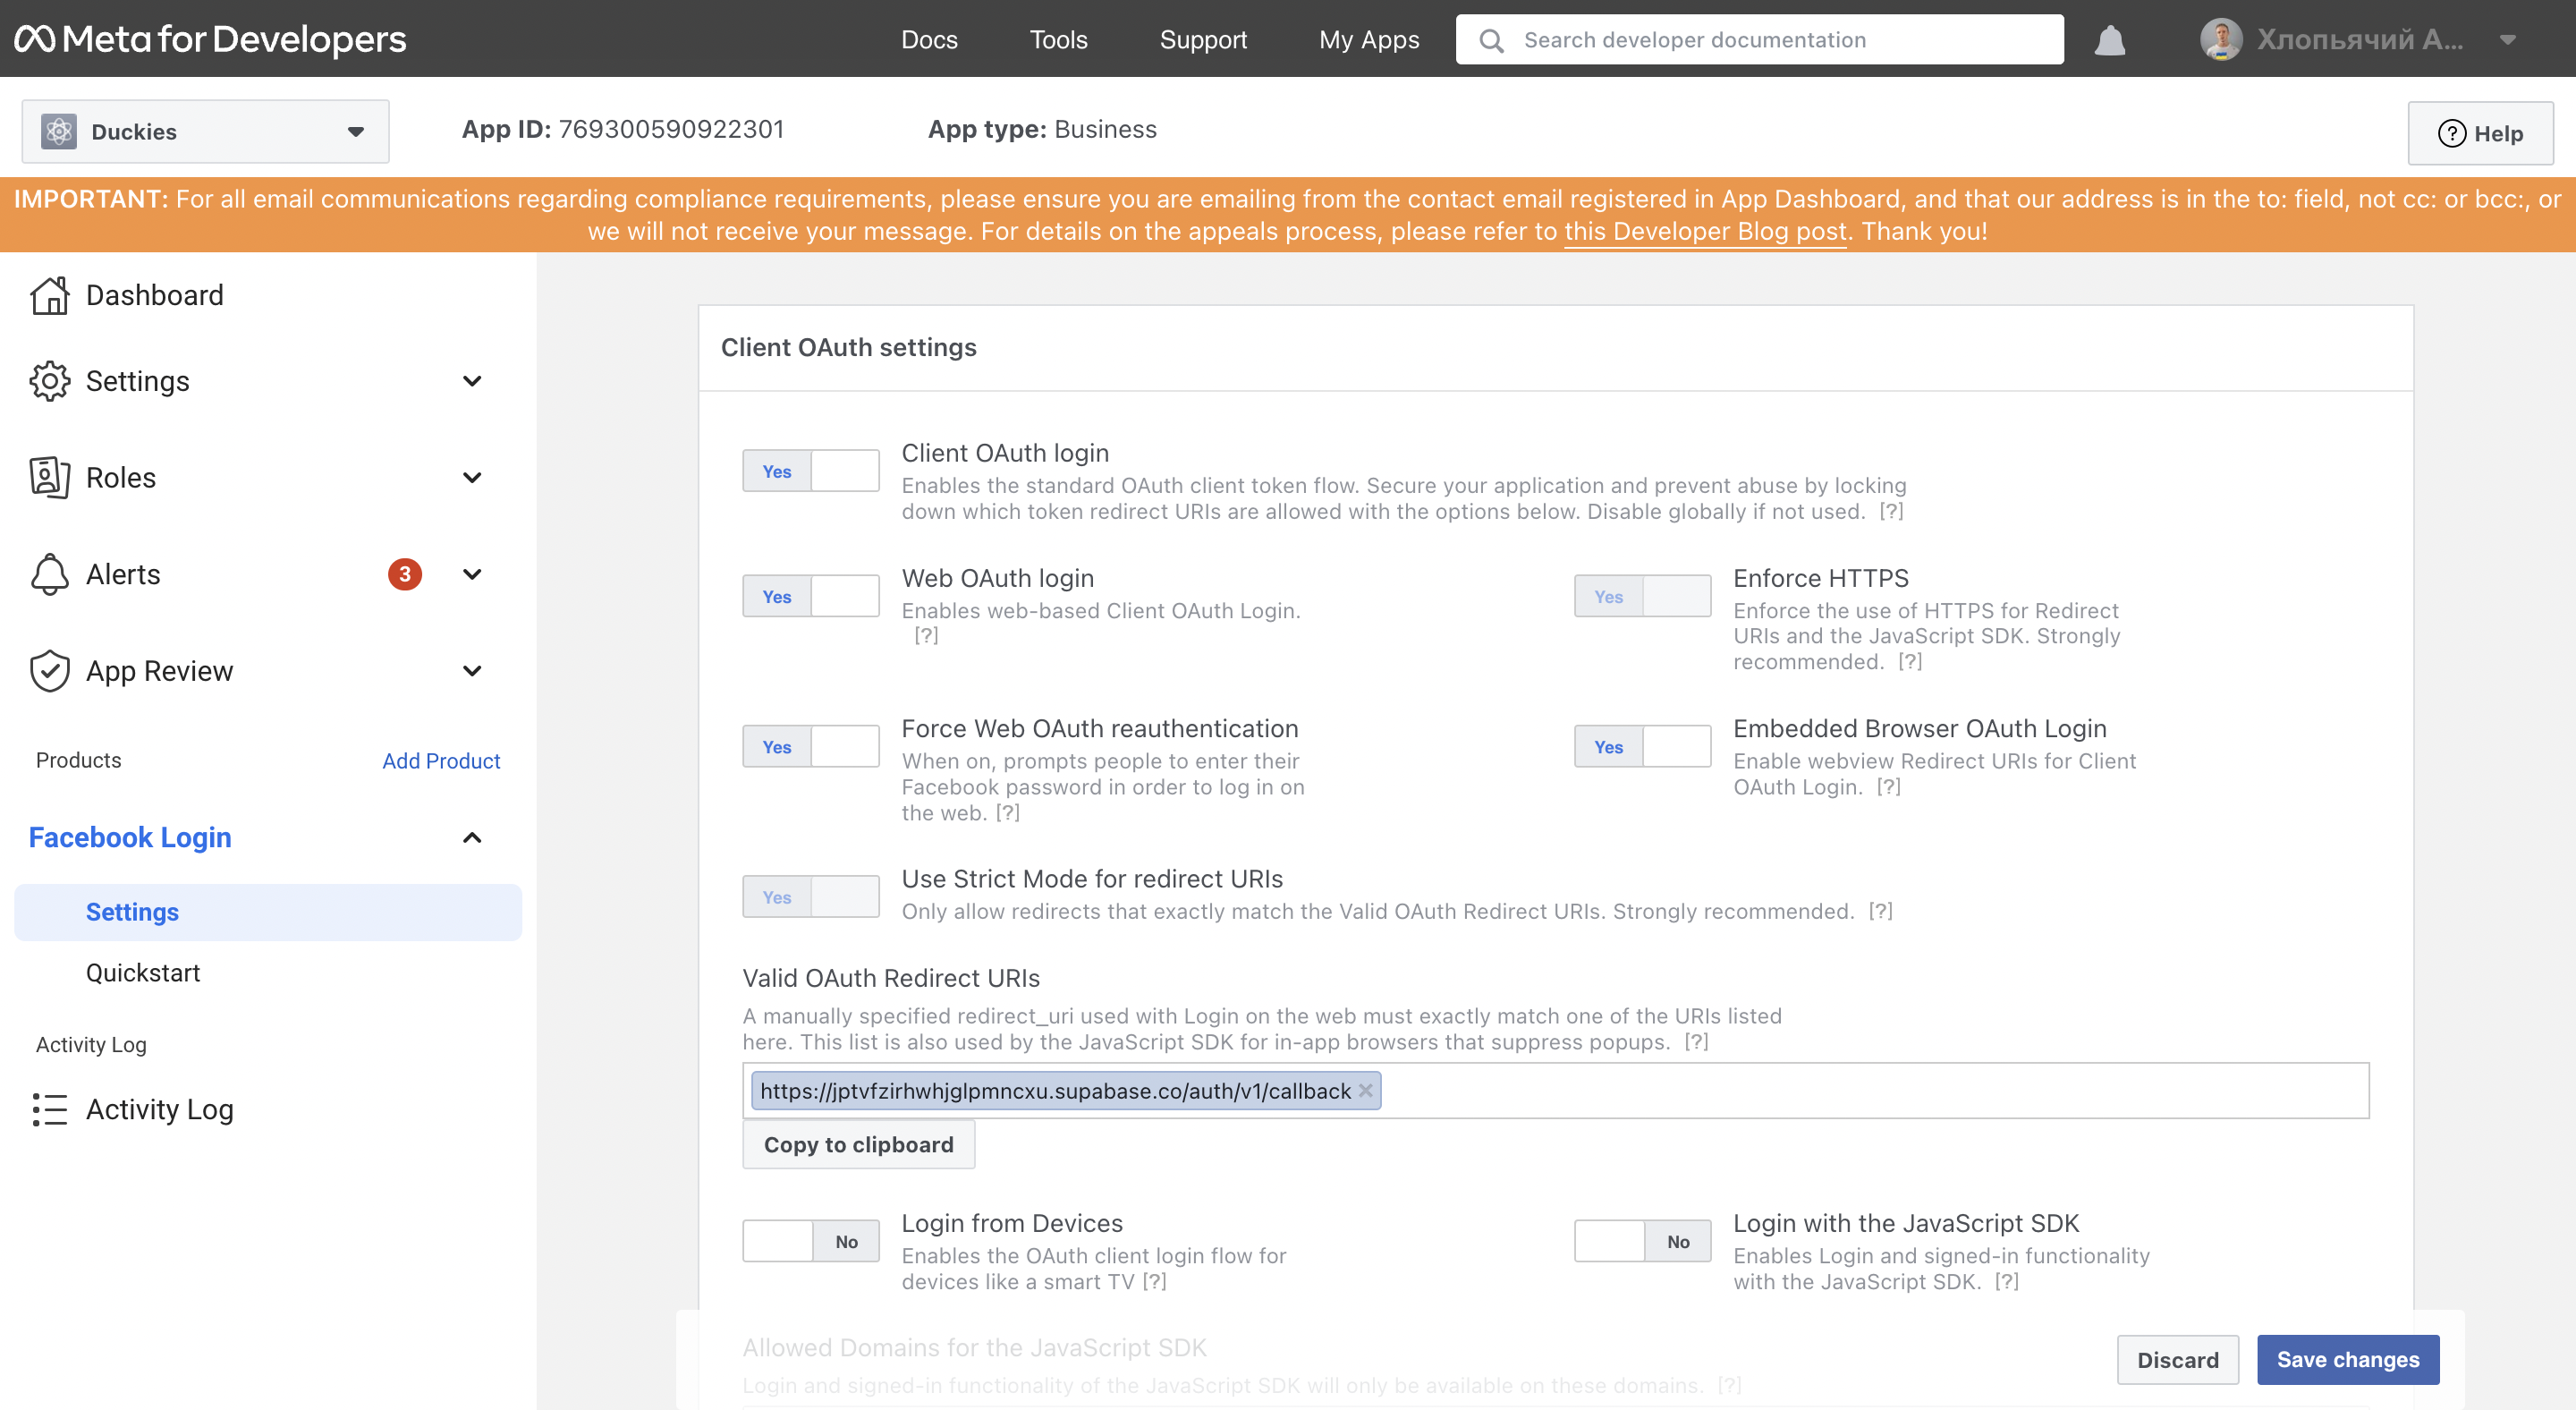 Meta for Developers
Docs
Tools
Support
My Apps
Search developer documentation
Хлопьячий А...
Duckies
App ID: 769300590922301
App type: Business
Help
IMPORTANT: For all email communications regarding compliance requirements, please ensure you are emailing from the contact email registered in App Dashboard, and that our address is in the to: field, not cc: or bcc:, or
we will not receive your message. For details on the appeals process, please refer to this Developer Blog post. Thank you!
Dashboard
Settings
Roles
Alerts
3
App Review
Products
Add Product
Facebook Login
Settings
Quickstart
Activity Log
Activity Log
Client OAuth settings
Yes
Client OAuth login
Enables the standard OAuth client token flow. Secure your application and prevent abuse by locking
down which token redirect URIs are allowed with the options below. Disable globally if not used. [?]
Yes
Web OAuth login
Enables web-based Client OAuth Login.
[?]
Yes
Enforce HTTPS
Enforce the use of HTTPS for Redirect
URIs and the JavaScript SDK. Strongly
recommended. [?]
Yes
Force Web OAuth reauthentication
When on, prompts people to enter their
Facebook password in order to log in on
the web. [?]
Yes
Embedded Browser OAuth Login
Enable webview Redirect URIs for Client
OAuth Login. [?]
Yes
Use Strict Mode for redirect URIs
Only allow redirects that exactly match the Valid OAuth Redirect URIs. Strongly recommended. [?]
Valid OAuth Redirect URIs
A manually specified redirect_uri used with Login on the web must exactly match one of the URIs listed
here. This list is also used by the JavaScript SDK for in-app browsers that suppress popups. [?]
https://jptvfzirhwhjglpmncxu.supabase.co/auth/v1/callback
Copy to clipboard
No
Login from Devices
Enables the OAuth client login flow for
devices like a smart TV [?]
No
Login with the JavaScript SDK
Enables Login and signed-in functionality
with the JavaScript SDK. [?]
Allowed Domains for the JavaScript SDK
Login and signed-in functionality of the JavaScript SDK will only be available on these domains. [?]
Discard
Save changes